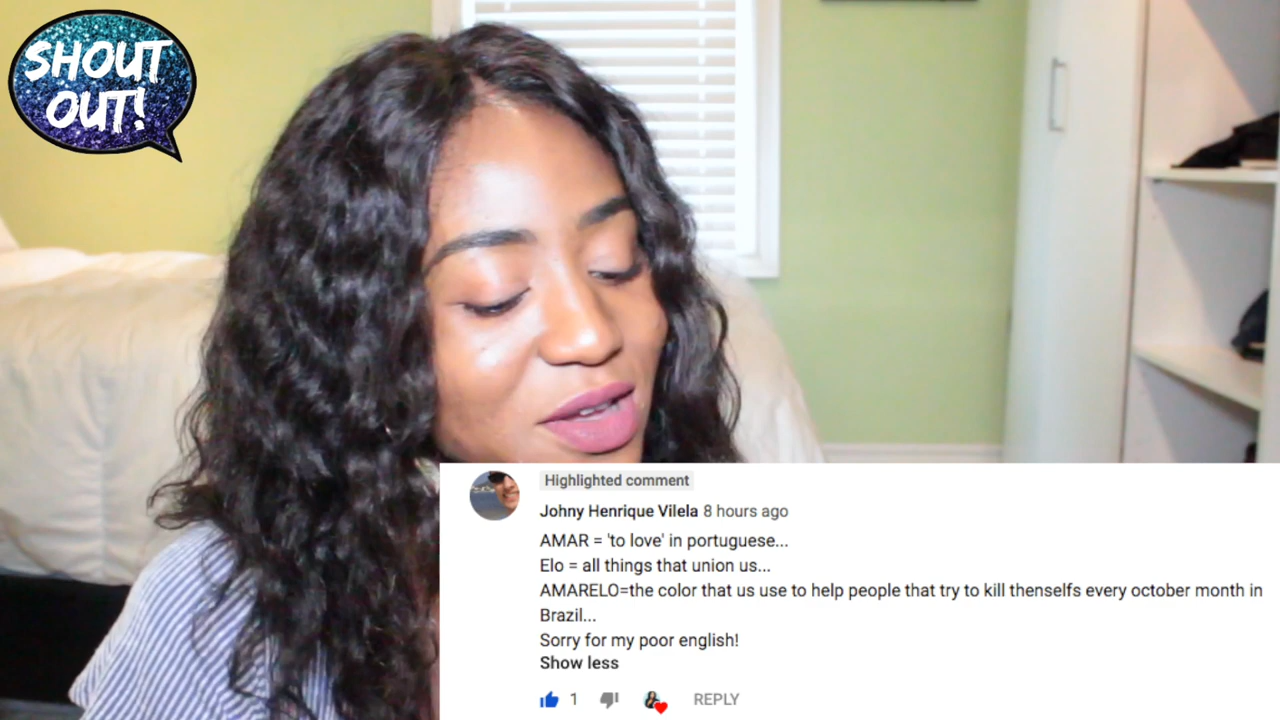 SHOUT
OUT!
Highlighted comment
Johny Henrique Vilela 8 hours ago
AMAR = 'to love' in portuguese...
Elo = all things that union us...
AMARELO=the color that us use to help people that try to kill thenselfs every october month in
Brazil...
Sorry for my poor english!
Show less
1
REPLY